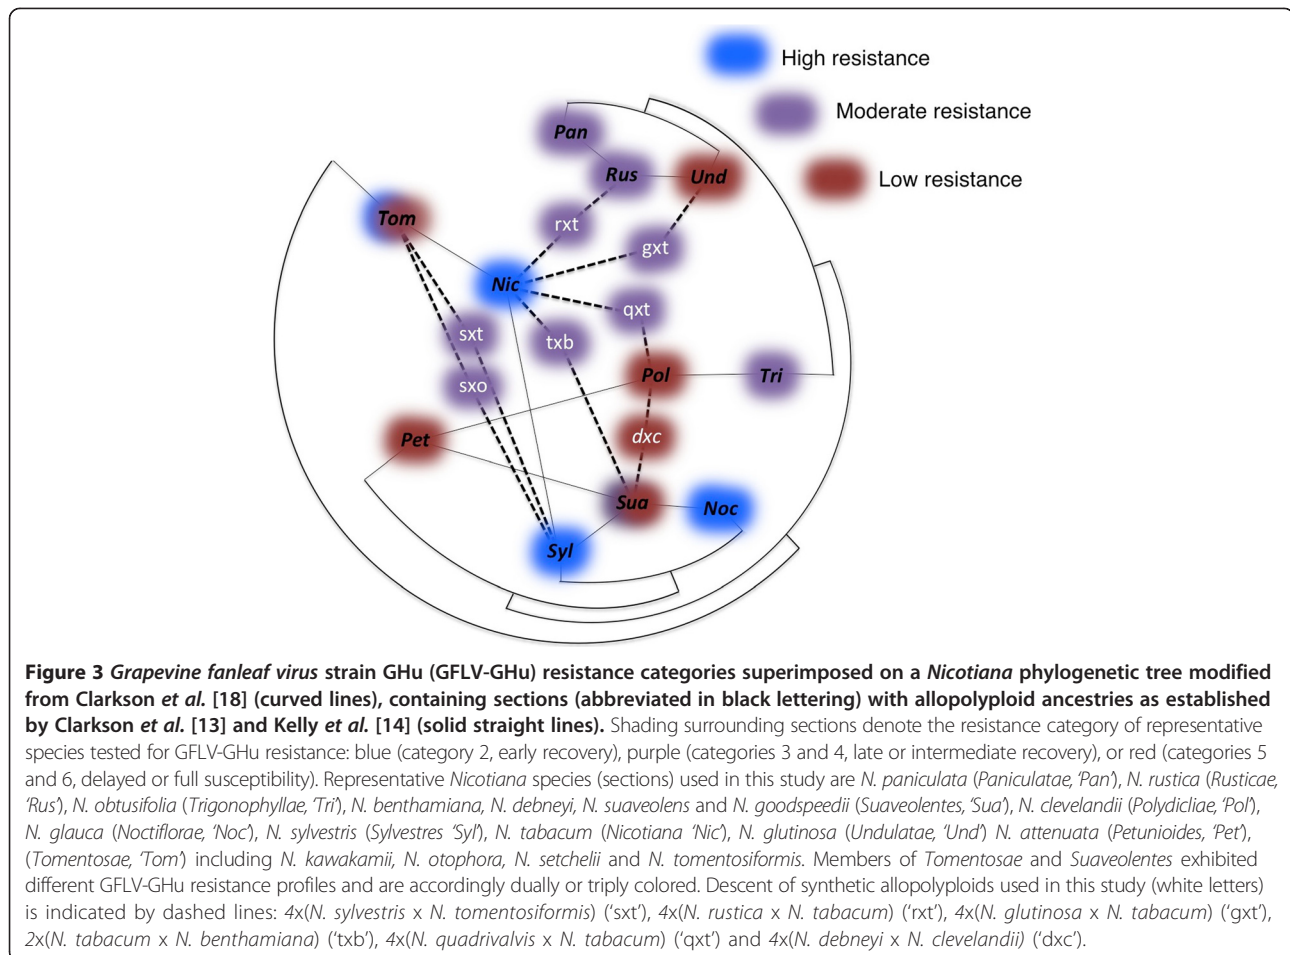 High resistance
Moderate resistance
Low resistance
Pan
Rus
Und
Tom
rxt
gxt
Nic
qxt
sxt
txb
sxo
Pol
Tri
Pet
dxc
Sua
Noc
Syl
Figure 3 Grapevine fanleaf virus strain GHu (GFLV-GHu) resistance categories superimposed on a Nicotiana phylogenetic tree modified
from Clarkson et al. [18] (curved lines), containing sections (abbreviated in black lettering) with allopolyploid ancestries as established
by Clarkson et al. [13] and Kelly et al. [14] (solid straight lines). Shading surrounding sections denote the resistance category of representative
species tested for GFLV-GHu resistance: blue (category 2, early recovery), purple (categories 3 and 4, late or intermediate recovery), or red (categories 5
and 6, delayed or full susceptibility). Representative Nicotiana species (sections) used in this study are N. paniculata (Paniculatae, ‘Pan’), N. rustica (Rusticae,
‘Rus’), N. obtusifolia (Trigonophyllae, ‘Tri’), N. benthamiana, N. debneyi, N. suaveolens and N. goodspeedii (Suaveolentes, ‘Sua’), N. clevelandii (Polydicliae, ‘Pol’),
N. glauca (Noctiflorae, ‘Noc’), N. sylvestris (Sylvestres ‘Syl’), N. tabacum (Nicotiana ‘Nic’), N. glutinosa (Undulatae, ‘Und’) N. attenuata (Petunioides, ‘Pet’),
(Tomentosae, ‘Tom’) including N. kawakamii, N. otophora, N. setchelii and N. tomentosiformis. Members of Tomentosae and Suaveolentes exhibited
different GFLV-GHu resistance profiles and are accordingly dually or triply colored. Descent of synthetic allopolyploids used in this study (white letters)
is indicated by dashed lines: 4x(N. sylvestris x N. tomentosiformis) (‘sxt’), 4x(N. rustica x N. tabacum) (‘rxt’), 4x(N. glutinosa x N. tabacum) (‘gxt’),
2x(N. tabacum x N. benthamiana) (‘txb’), 4x(N. quadrivalvis x N. tabacum) (‘qxt’) and 4x(N. debneyi x N. clevelandii) (‘dxc’).